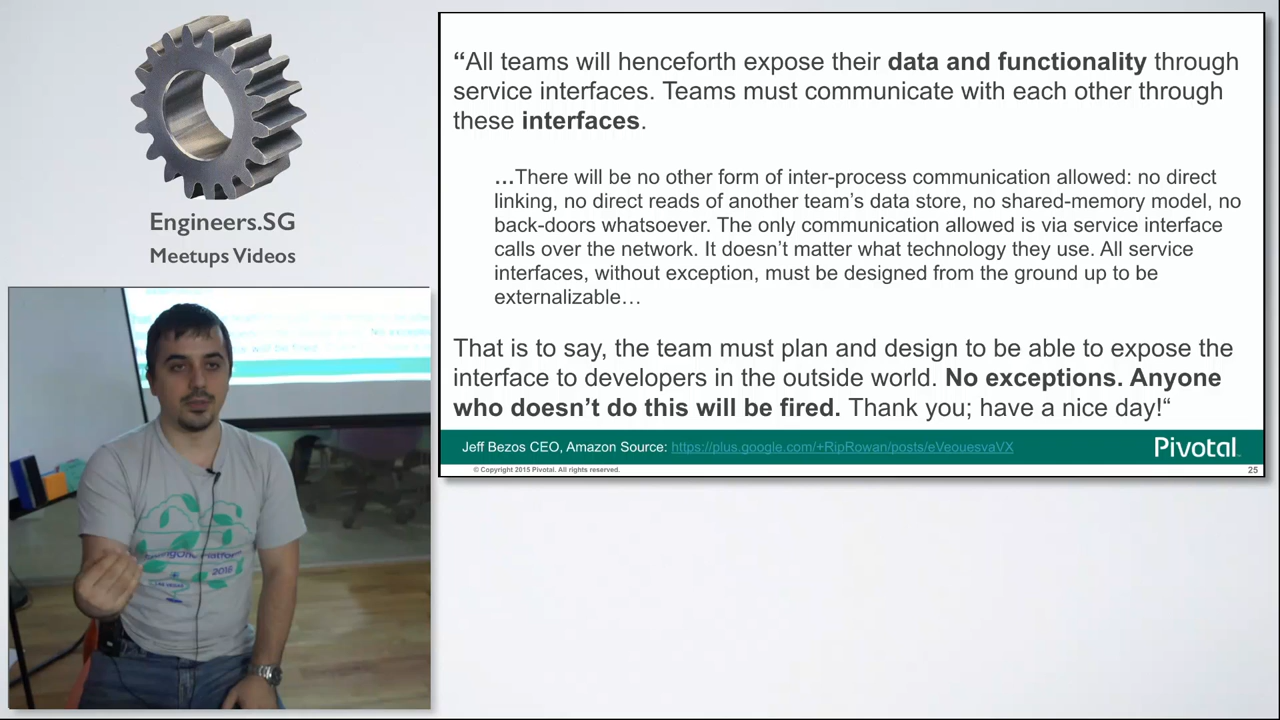 Engineers.SG
Meetups Videos
“All teams will henceforth expose their data and functionality through
service interfaces. Teams must communicate with each other through
these interfaces.
…There will be no other form of inter-process communication allowed: no direct
linking, no direct reads of another team’s data store, no shared-memory model, no
back-doors whatsoever. The only communication allowed is via service interface
calls over the network. It doesn’t matter what technology they use. All service
interfaces, without exception, must be designed from the ground up to be
externalizable…
That is to say, the team must plan and design to be able to expose the
interface to developers in the outside world. No exceptions. Anyone
who doesn’t do this will be fired. Thank you; have a nice day!“
Jeff Bezos CEO, Amazon Source: https://plus.google.com/+RipRowan/posts/eVeouesvaVX
Pivotal
© Copyright 2015 Pivotal. All rights reserved.
25
Platform
2016
LAS VEGAS
will be fired